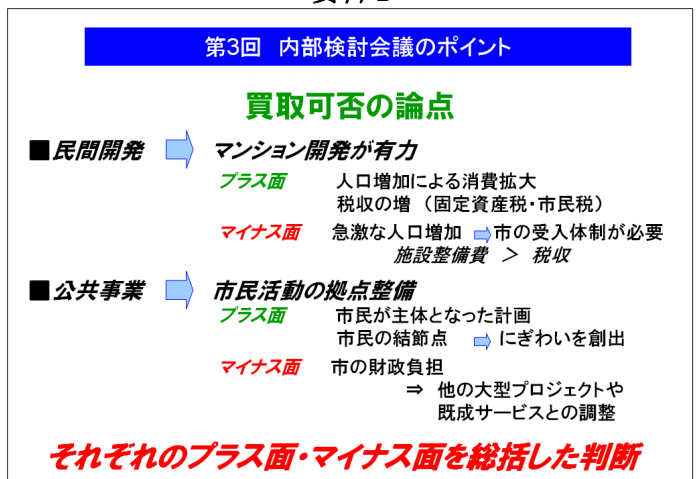 第3回 内部検討会議のポイント
買取可否の論点
■民間開発 ➡ マンション開発が有力
プラス面 人口増加による消費拡大
税収の増 (固定資産税・市民税)
マイナス面 急激な人口増加 ➡市の受入体制が必要
施設整備費 > 税収
■公共事業 ➡ 市民活動の拠点整備
プラス面 市民が主体となった計画
市民の結節点 ➡ にぎわいを創出
マイナス面 市の財政負担
⇒ 他の大型プロジェクトや
既成サービスとの調整
それぞれのプラス面・マイナス面を総括した判断